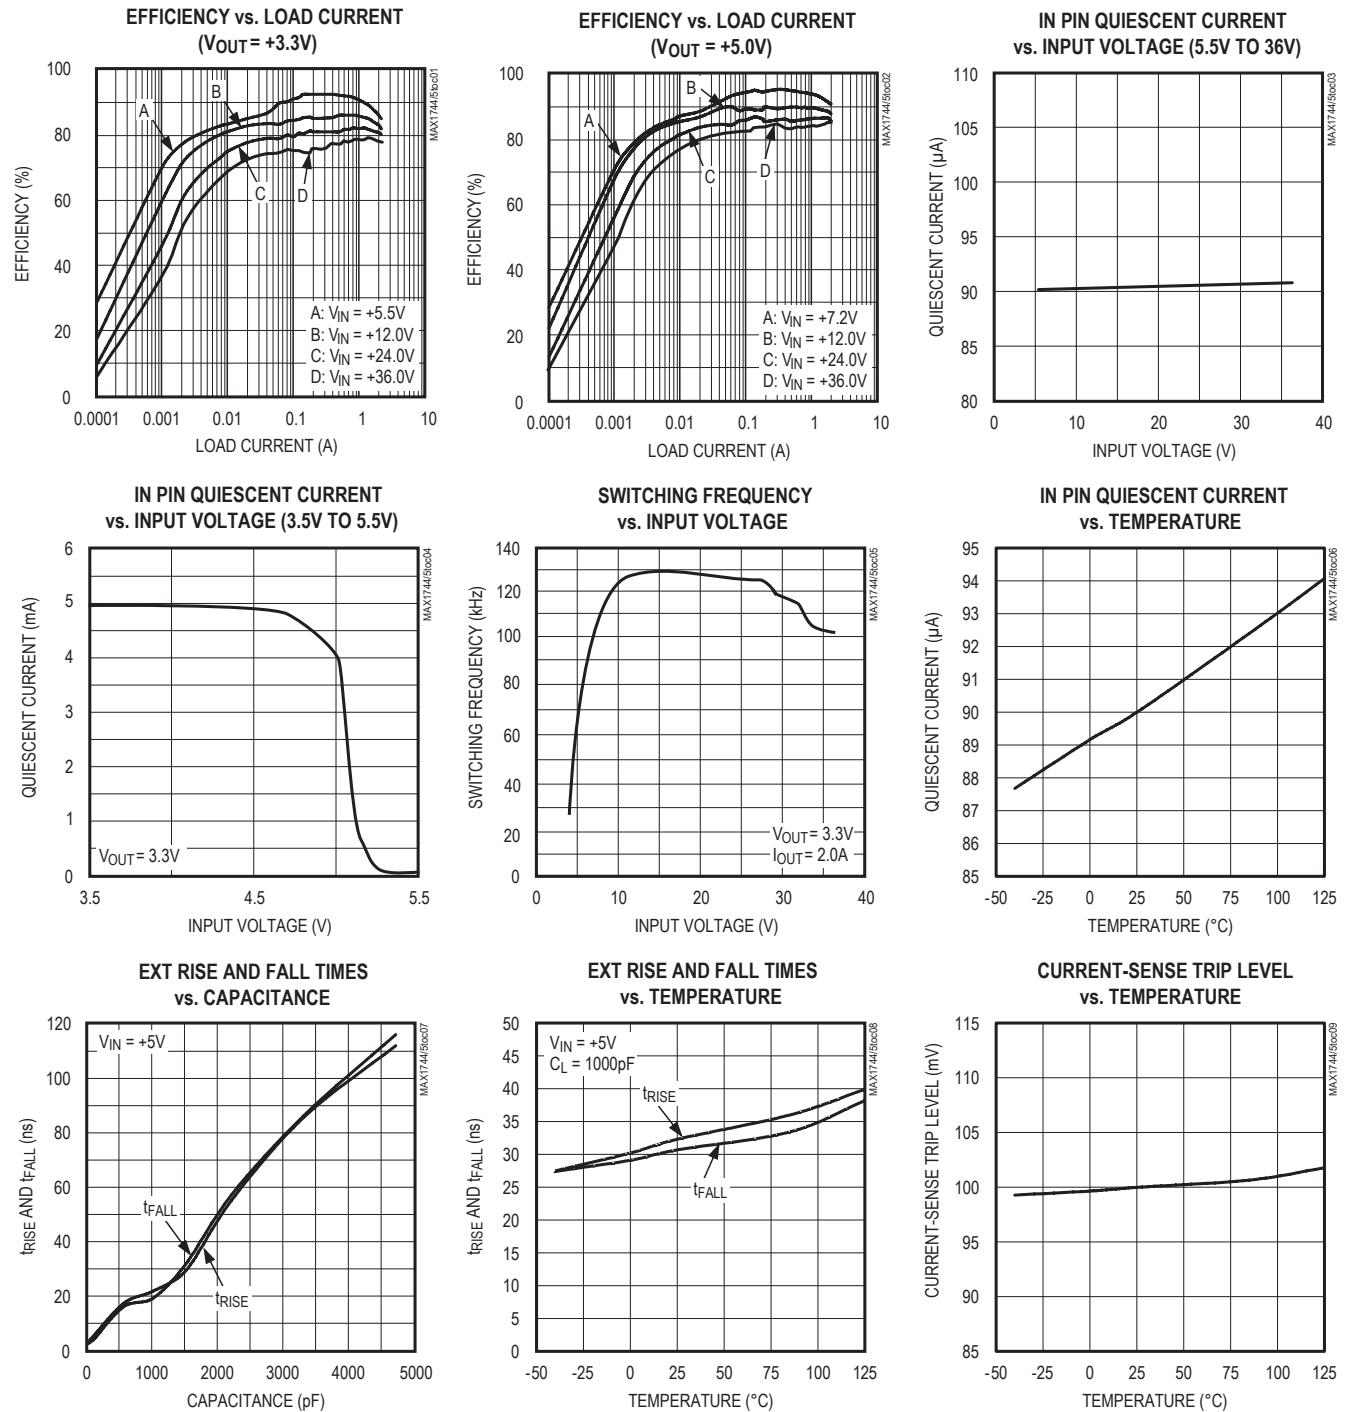 EFFICIENCY vs. LOAD CURRENT
(VOUT = +3.3V)
MAX1744/5toc01
EFFICIENCY (%)
100
80
60
40
20
0
A
B
C
D
A: VIN = +5.5V
B: VIN = +12.0V
C: VIN = +24.0V
D: VIN = +36.0V
0.0001 0.001 0.01 0.1 1 10
LOAD CURRENT (A)
EFFICIENCY vs. LOAD CURRENT
(VOUT = +5.0V)
MAX1744/5toc02
EFFICIENCY (%)
100
80
60
40
20
0
A
B
C
D
A: VIN = +7.2V
B: VIN = +12.0V
C: VIN = +24.0V
D: VIN = +36.0V
0.0001 0.001 0.01 0.1 1 10
LOAD CURRENT (A)
IN PIN QUIESCENT CURRENT
vs. INPUT VOLTAGE (5.5V TO 36V)
MAX1744/5toc03
QUIESCENT CURRENT (µA)
110
105
100
95
90
85
80
0 10 20 30 40
INPUT VOLTAGE (V)
IN PIN QUIESCENT CURRENT
vs. INPUT VOLTAGE (3.5V TO 5.5V)
MAX1744/5toc04
QUIESCENT CURRENT (mA)
6
5
4
3
2
1
0
VOUT = 3.3V
3.5 4.5 5.5
INPUT VOLTAGE (V)
SWITCHING FREQUENCY
vs. INPUT VOLTAGE
MAX1744/5toc05
SWITCHING FREQUENCY (kHz)
140
120
100
80
60
40
20
0
VOUT = 3.3V
IOUT = 2.0A
0 10 20 30 40
INPUT VOLTAGE (V)
IN PIN QUIESCENT CURRENT
vs. TEMPERATURE
MAX1744/5toc06
QUIESCENT CURRENT (µA)
95
94
93
92
91
90
89
88
87
86
85
-50 -25 0 25 50 75 100 125
TEMPERATURE (°C)
EXT RISE AND FALL TIMES
vs. CAPACITANCE
MAX1744/5toc07
tRISE AND tFALL (ns)
120
100
80
60
40
20
0
VIN = +5V
tFALL
tRISE
0 1000 2000 3000 4000 5000
CAPACITANCE (pF)
EXT RISE AND FALL TIMES
vs. TEMPERATURE
MAX1744/5toc08
tRISE AND tFALL (ns)
50
45
40
35
30
25
20
15
10
5
0
VIN = +5V
CL = 1000pF
tRISE
tFALL
-50 -25 0 25 50 75 100 125
TEMPERATURE (°C)
CURRENT-SENSE TRIP LEVEL
vs. TEMPERATURE
MAX1744/5toc09
CURRENT-SENSE TRIP LEVEL (mV)
115
110
105
100
95
90
85
-50 -25 0 25 50 75 100 125
TEMPERATURE (°C)